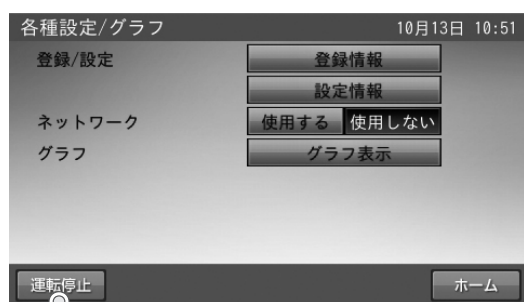 各種設定/グラフ 10月13日 10:51
登録/設定 登録情報
設定情報
ネットワーク 使用する 使用しない
グラフ グラフ表示
運転停止 ホーム